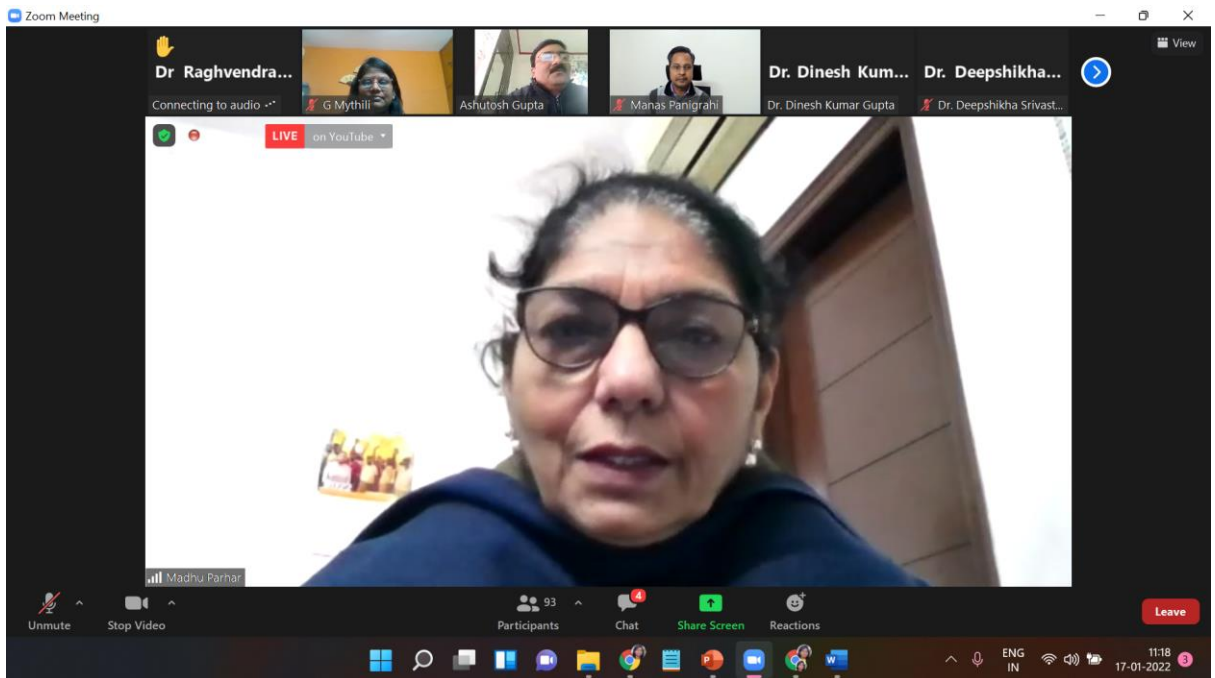 Zoom Meeting
View
Dr Raghvendra...
Connecting to audio
G Mythili
Ashutosh Gupta
Manas Panigrahi
Dr. Dinesh Kum...
Dr. Dinesh Kumar Gupta
Dr. Deepshikha...
Dr. Deepshikha Srivast...
LIVE on YouTube
Madhu Parhar
Unmute
Stop Video
93
Participants
4
Chat
Share Screen
Reactions
Leave
ENG
IN
11:18
17-01-2022
3